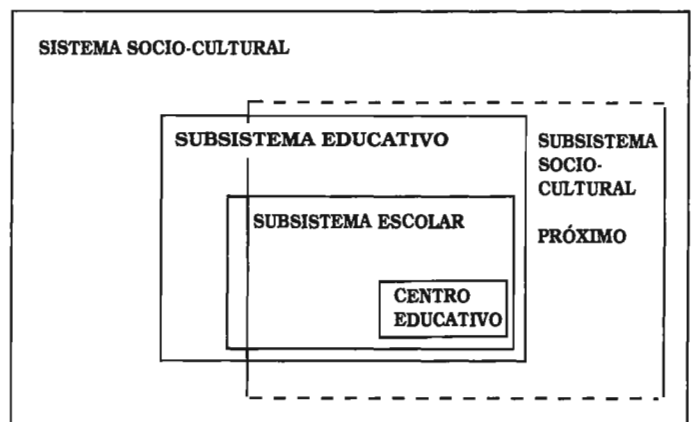 SISTEMA SOCIO-CULTURAL
SUBSISTEMA EDUCATIVO
SUBSISTEMA
SOCIO-
CULTURAL
PRÓXIMO
SUBSISTEMA ESCOLAR
CENTRO
EDUCATIVO